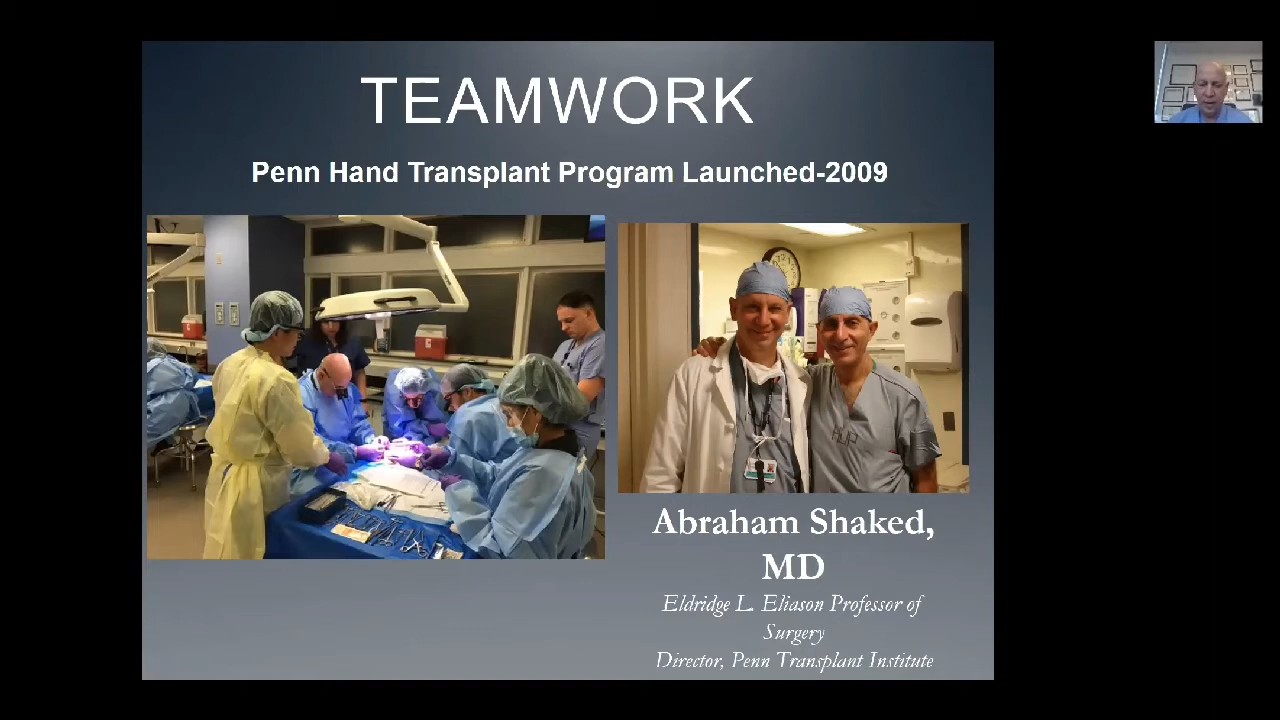 TEAMWORK
Penn Hand Transplant Program Launched-2009
HUP
Abraham Shaked,
MD
Eldridge L. Eliason Professor of
Surgery
Director, Penn Transplant Institute